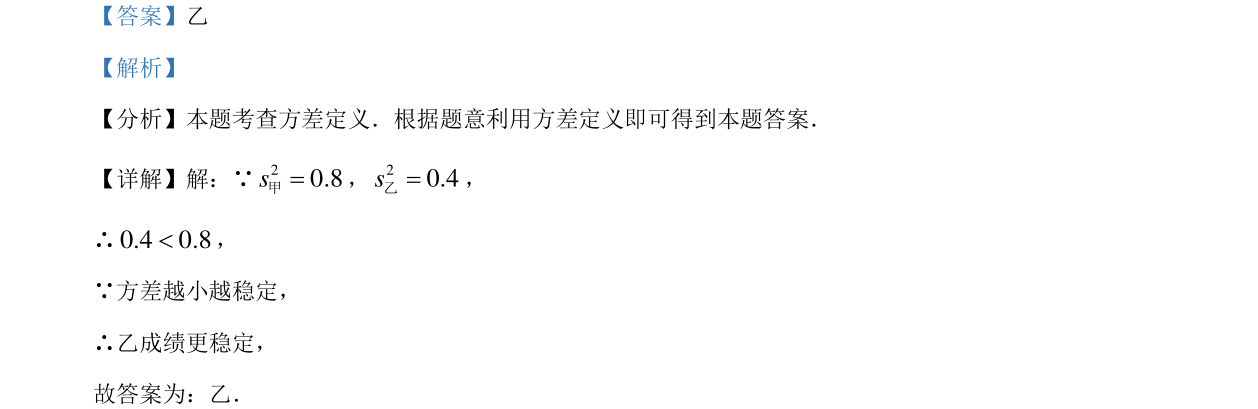 【答案】乙
【解析】
【分析】本题考查方差定义．根据题意利用方差定义即可得到本题答案．
【详解】解：∵ $s_{甲}^{2}=0.8$，$s_{乙}^{2}=0.4$，
∴ 0.4 < 0.8，
∵方差越小越稳定，
∴乙成绩更稳定，
故答案为：乙．